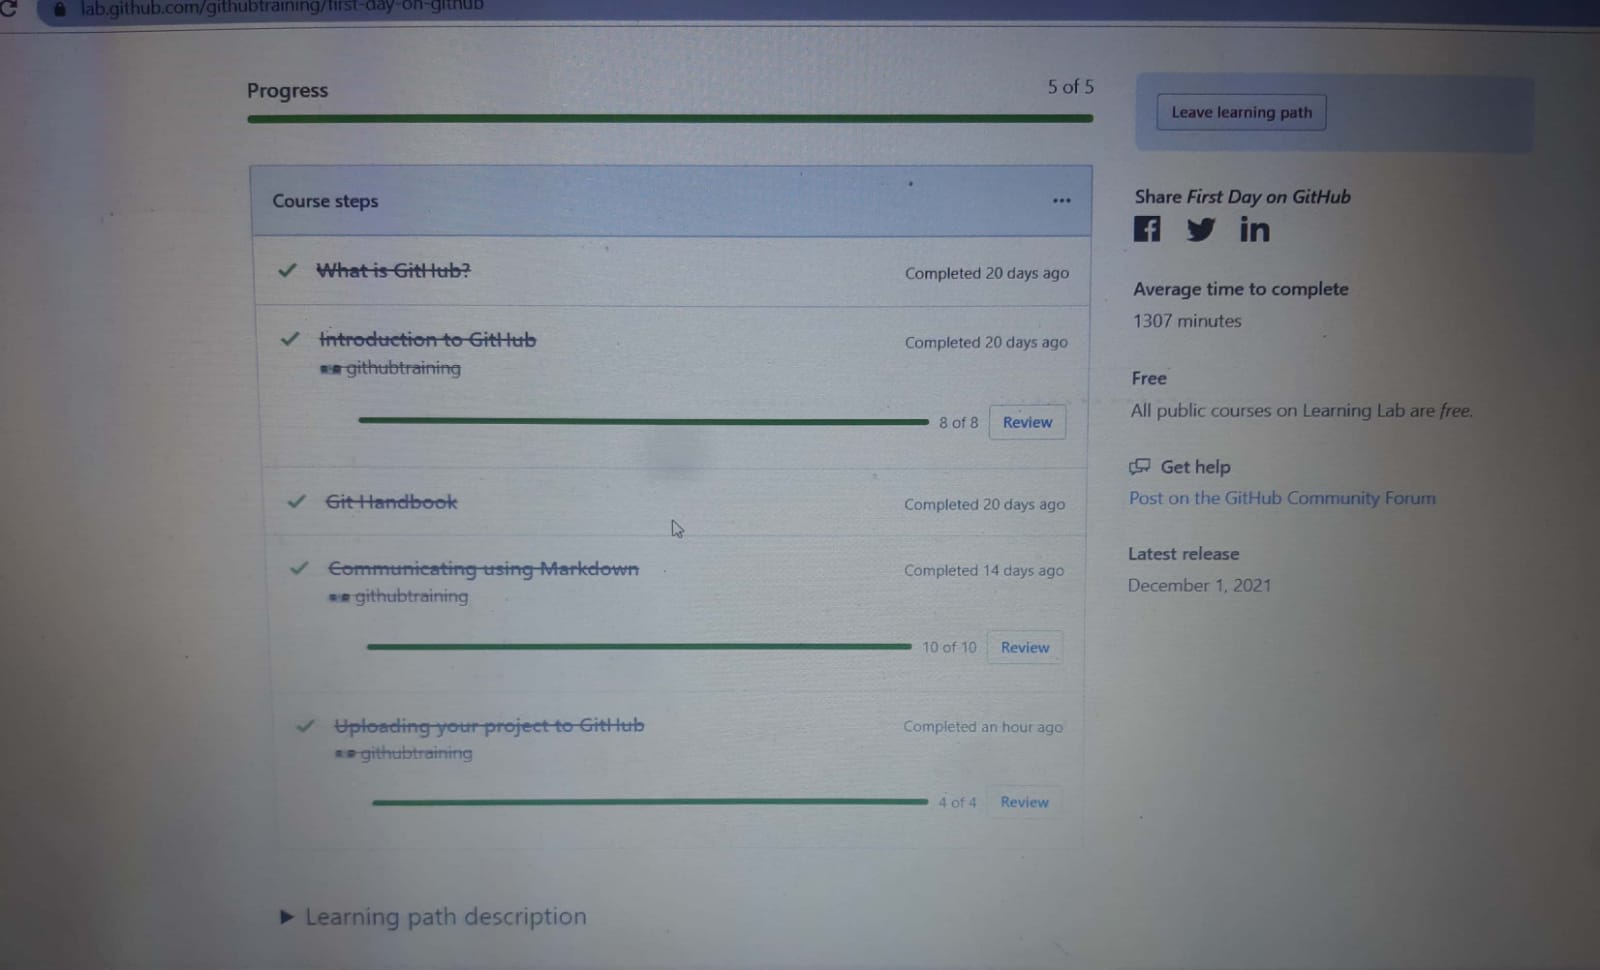 lab.github.com/githubtraining/first-day-on-github
Progress
5 of 5
Course steps
...
What is GitHub?
Completed 20 days ago
Introduction to GitHub
Completed 20 days ago
githubtraining
8 of 8
Review
Git Handbook
Completed 20 days ago
Communicating using Markdown
Completed 14 days ago
githubtraining
10 of 10
Review
Uploading your project to GitHub
Completed an hour ago
githubtraining
4 of 4
Review
Learning path description
Leave learning path
Share First Day on GitHub
Average time to complete
1307 minutes
Free
All public courses on Learning Lab are free.
Get help
Post on the GitHub Community Forum
Latest release
December 1, 2021